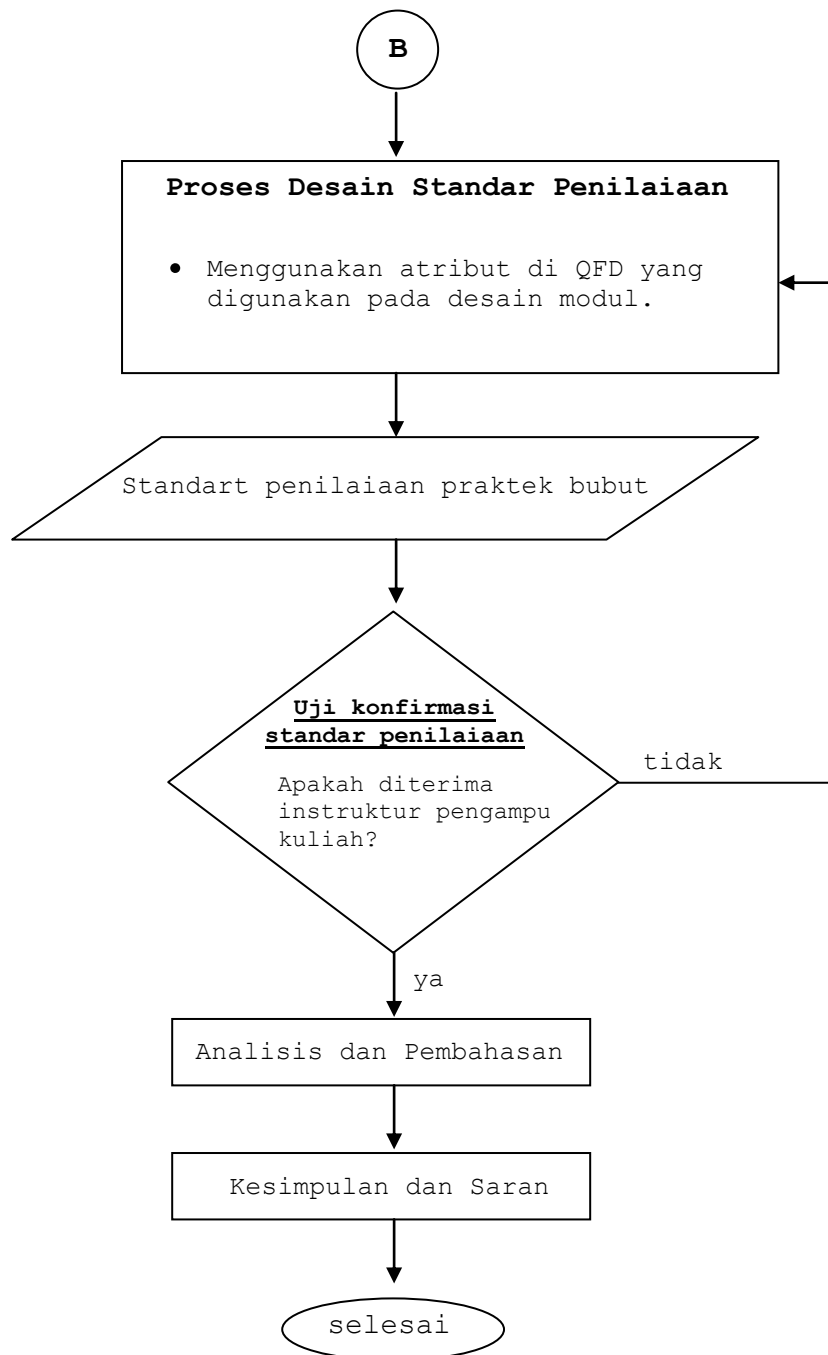 B
Proses Desain Standar Penilaiaan
• Menggunakan atribut di QFD yang
digunakan pada desain modul.
Standart penilaiaan praktek bubut
Uji konfirmasi
standar penilaiaan
Apakah diterima
instruktur pengampu
kuliah?
tidak
ya
Analisis dan Pembahasan
Kesimpulan dan Saran
selesai